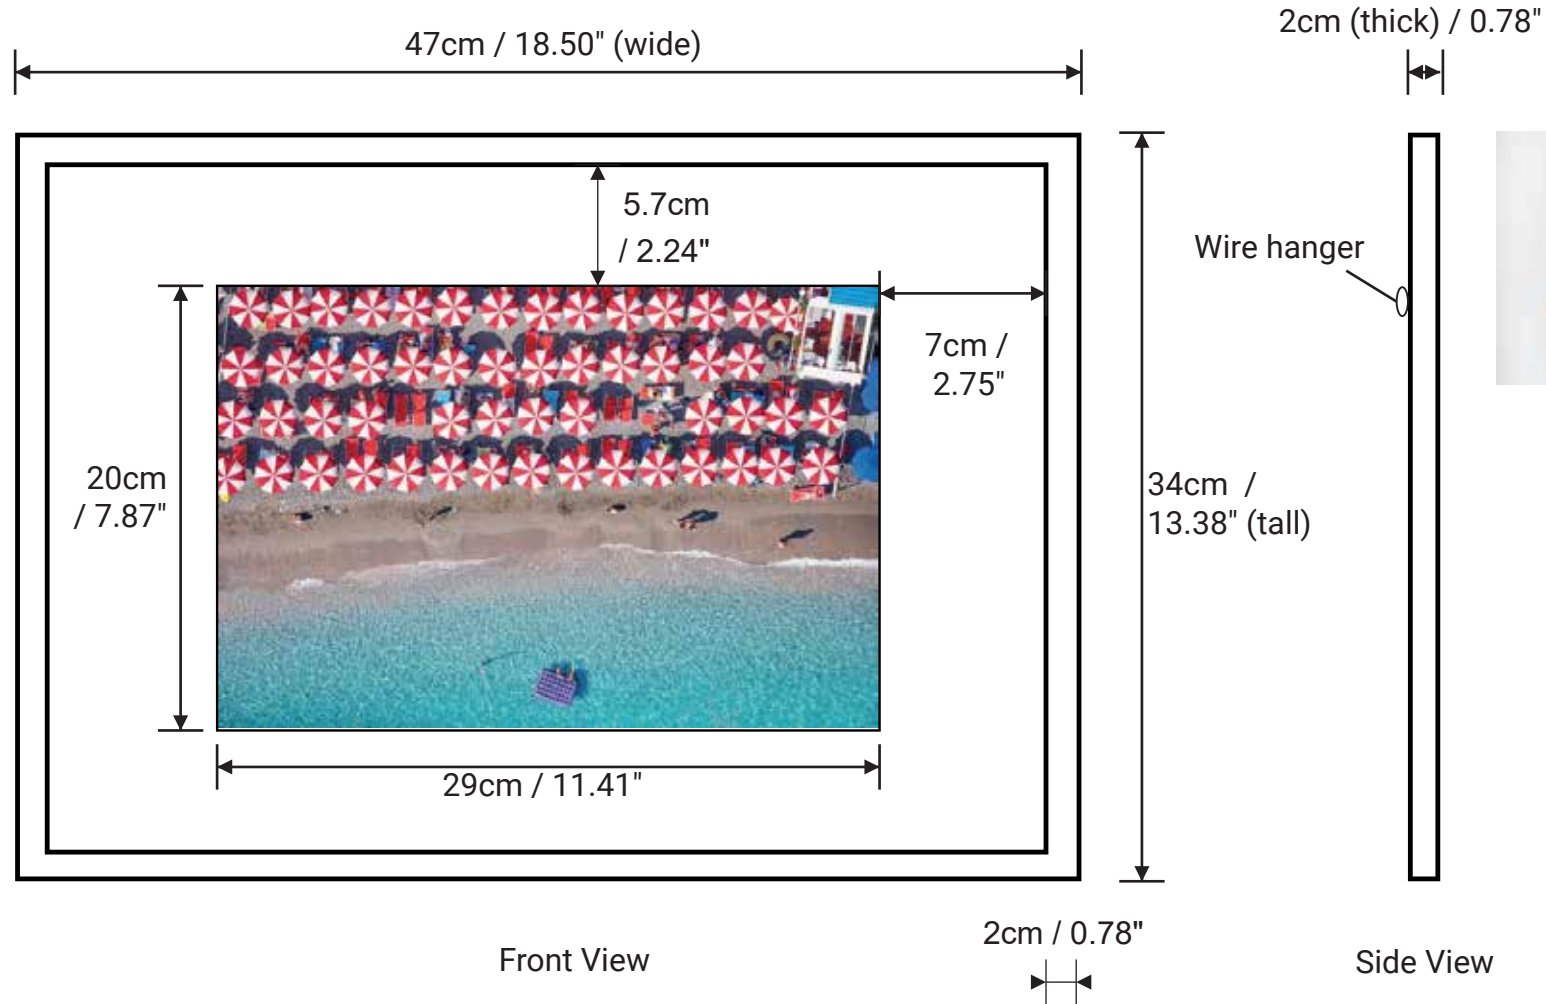 47cm / 18.50" (wide)
2cm (thick) / 0.78"
5.7cm
/ 2.24"
Wire hanger
7cm /
2.75"
20cm
/ 7.87"
34cm  /
13.38" (tall)
29cm / 11.41"
2cm / 0.78"
Front View
Side View